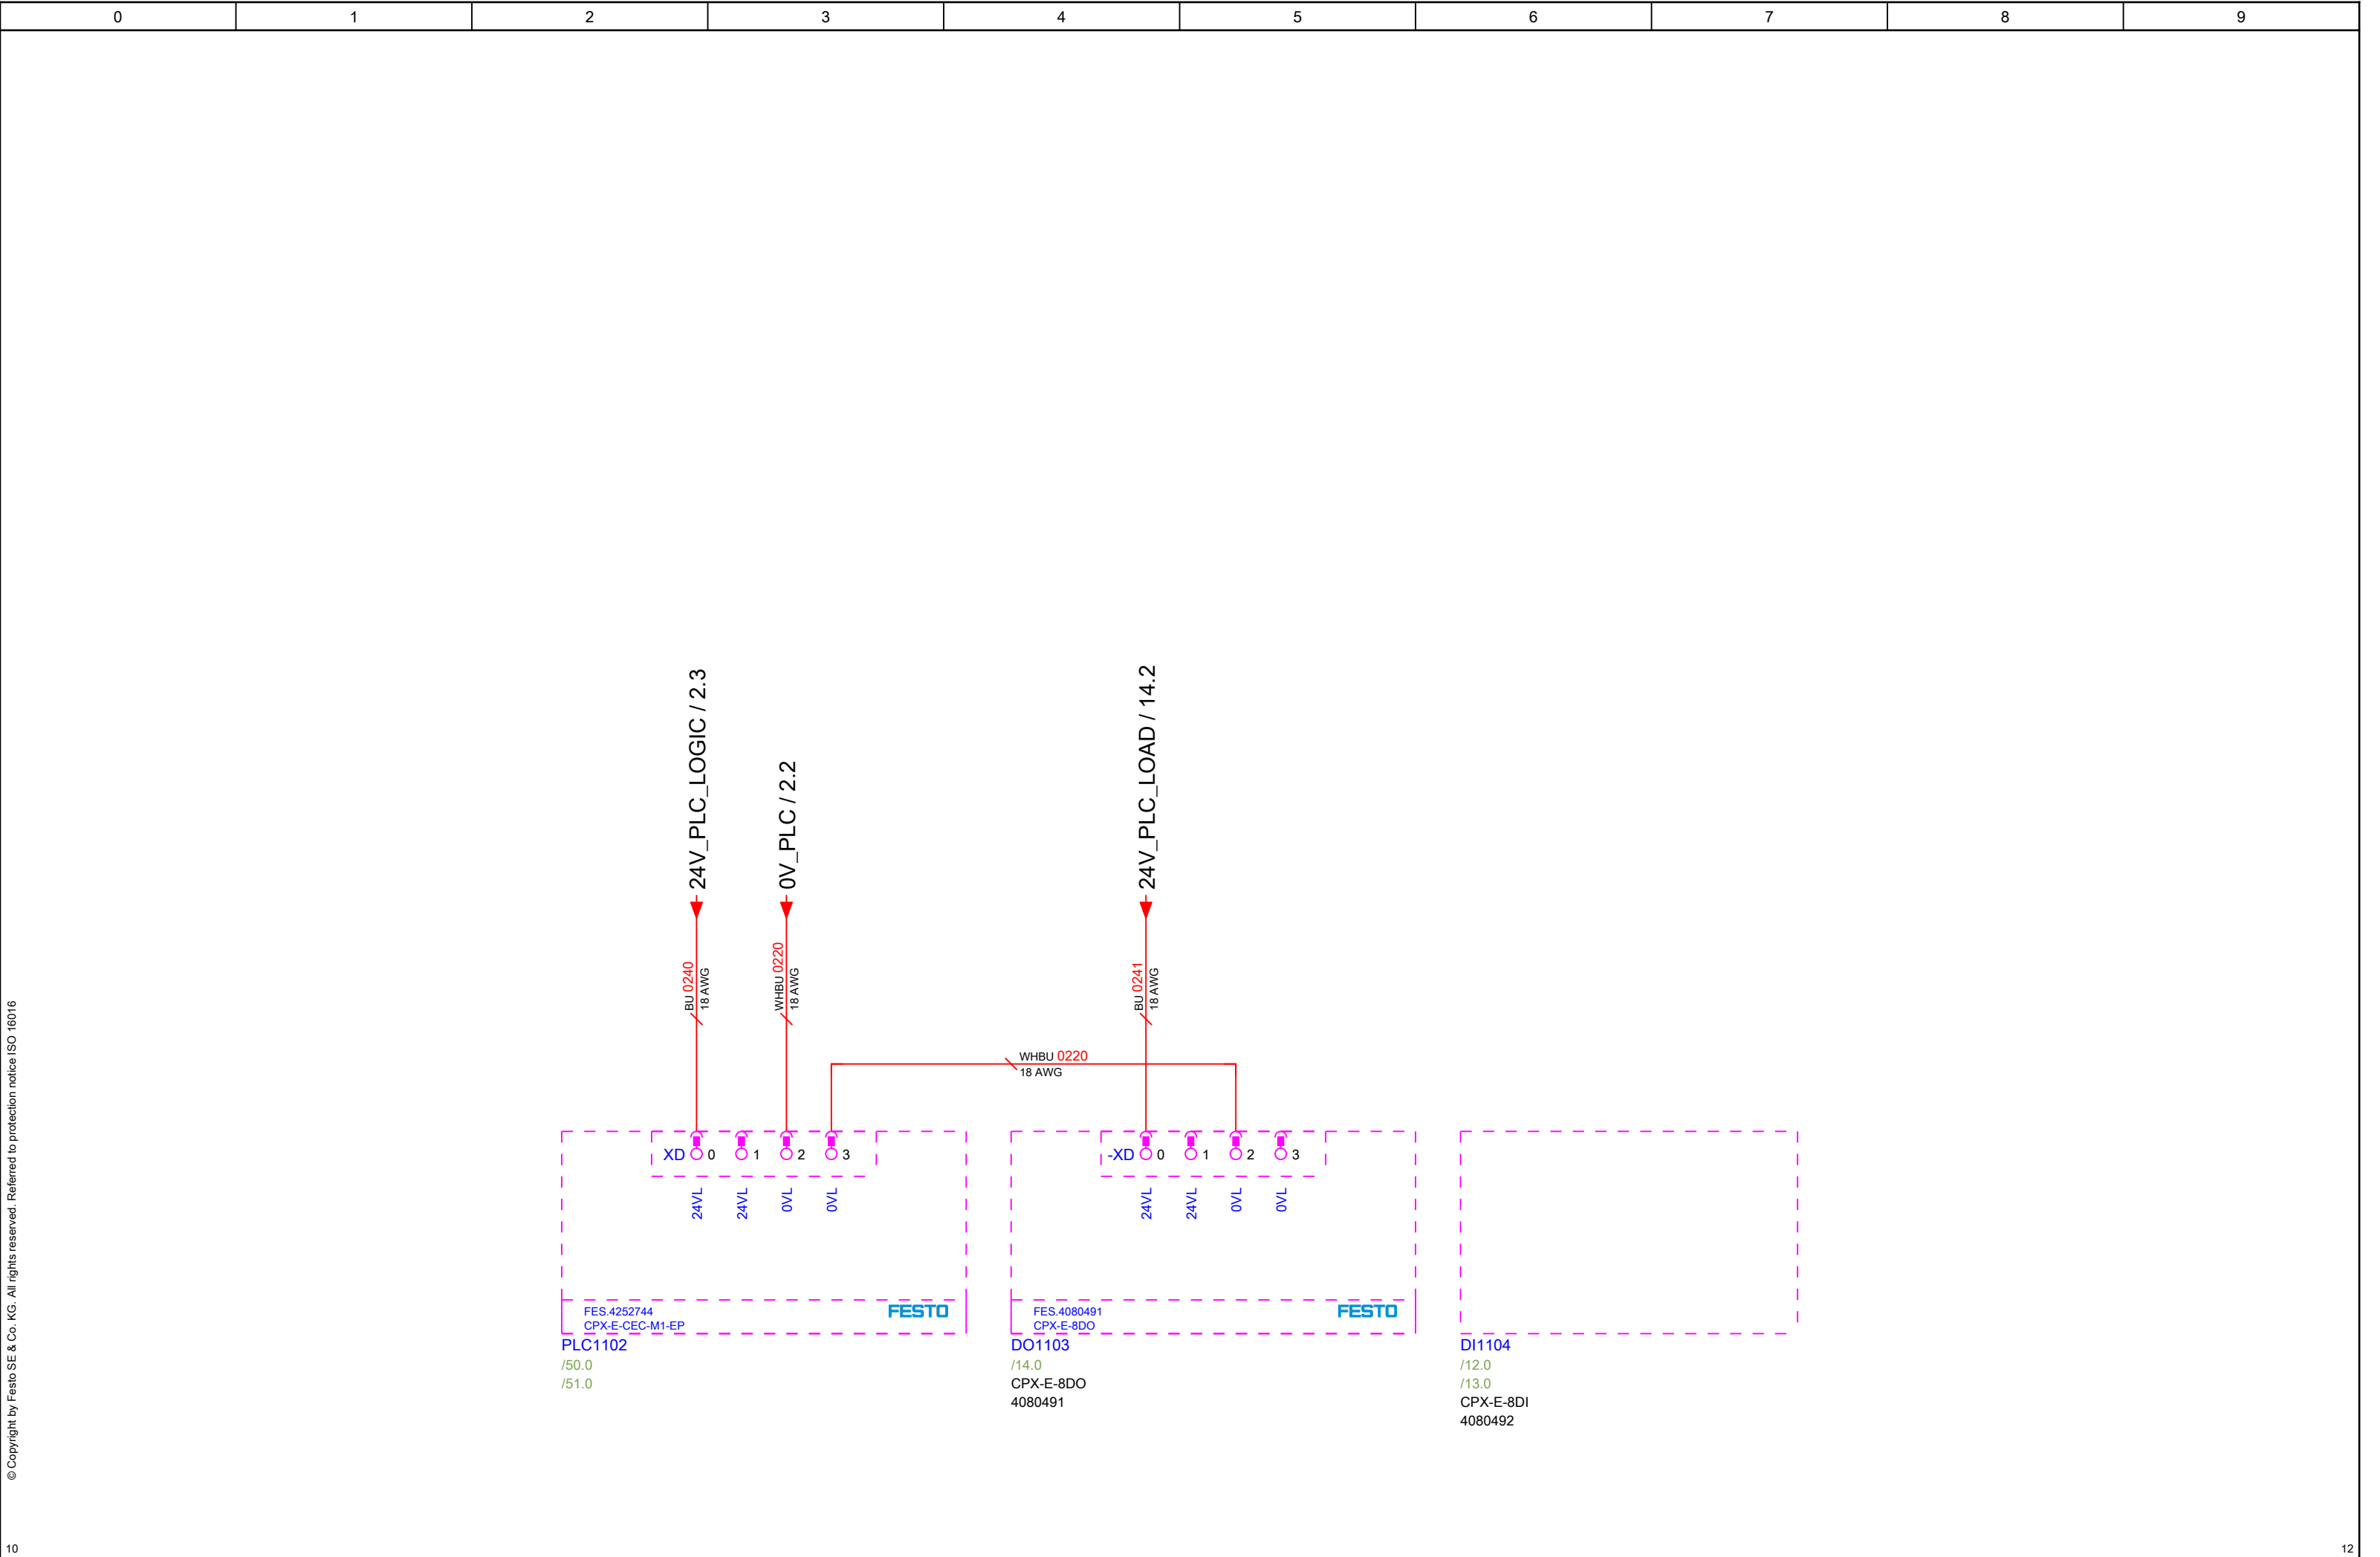 0 1 2 3 4 5 6 7 8 9
24V_PLC_LOGIC / 2.3
0V_PLC / 2.2
24V_PLC_LOAD / 14.2
BU 0240
18 AWG
WHBU 0220
18 AWG
BU 0241
18 AWG
WHBU 0220
18 AWG
XD 0 1 2 3
24VL 24VL 0VL 0VL
FES.4252744
CPX-E-CEC-M1-EP
FESTO
PLC1102
/50.0
/51.0
-XD 0 1 2 3
24VL 24VL 0VL 0VL
FES.4080491
CPX-E-8DO
FESTO
DO1103
/14.0
CPX-E-8DO
4080491
DI1104
/12.0
/13.0
CPX-E-8DI
4080492
© Copyright by Festo SE & Co. KG. All rights reserved. Referred to protection notice ISO 16016
10
12